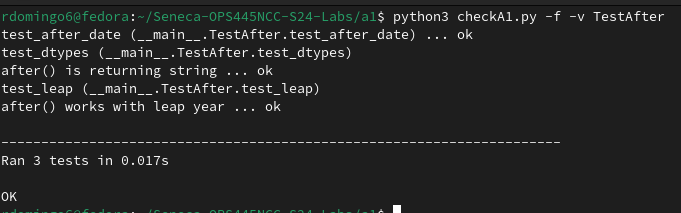 rdomingo6@fedora:~/Seneca-OPS445NCC-S24-Labs/a1$ python3 checkA1.py -f -v TestAfter
test_after_date (__main__.TestAfter.test_after_date) ... ok
test_dtypes (__main__.TestAfter.test_dtypes)
after() is returning string ... ok
test_leap (__main__.TestAfter.test_leap)
after() works with leap year ... ok
----------------------------------------------------------------------
Ran 3 tests in 0.017s
OK
rdomingo6@fedora:~/Seneca-OPS445NCC-S24-Labs/a1$